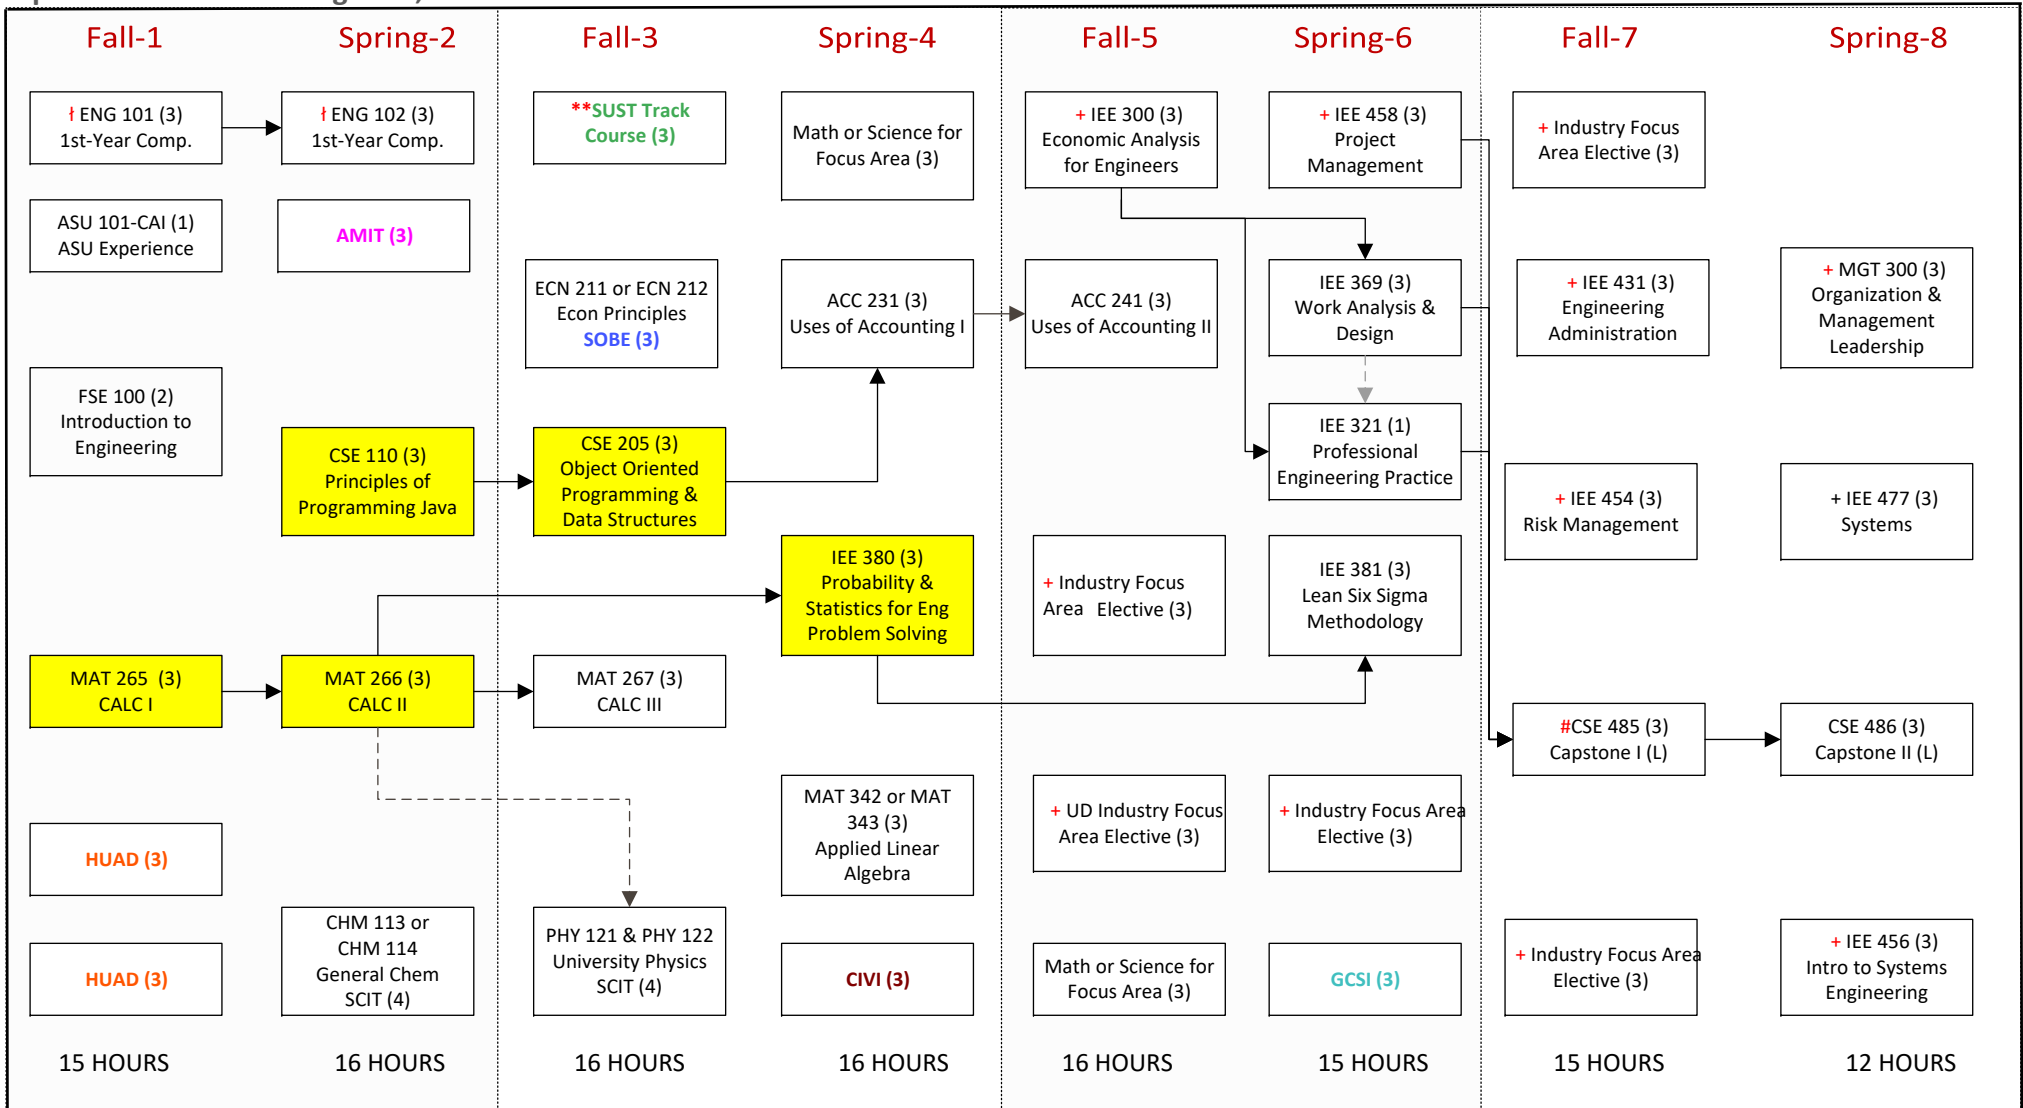 Fall-1
Spring-2
Fall-3
Spring-4
Fall-5
Spring-6
Fall-7
Spring-8
ƚ ENG 101 (3)
1st-Year Comp.
ASU 101-CAI (1)
ASU Experience
FSE 100 (2)
Introduction to
Engineering
MAT 265 (3)
CALC I
HUAD (3)
HUAD (3)
15 HOURS
ƚ ENG 102 (3)
1st-Year Comp.
AMIT (3)
CSE 110 (3)
Principles of
Programming Java
MAT 266 (3)
CALC II
CHM 113 or
CHM 114
General Chem
SCIT (4)
16 HOURS
**SUST Track
Course (3)
ECN 211 or ECN 212
Econ Principles
SOBE (3)
CSE 205 (3)
Object Oriented
Programming &
Data Structures
MAT 267 (3)
CALC III
PHY 121 & PHY 122
University Physics
SCIT (4)
16 HOURS
Math or Science for
Focus Area (3)
ACC 231 (3)
Uses of Accounting I
IEE 380 (3)
Probability &
Statistics for Eng
Problem Solving
MAT 342 or MAT
343 (3)
Applied Linear
Algebra
CIVI (3)
16 HOURS
+ IEE 300 (3)
Economic Analysis
for Engineers
ACC 241 (3)
Uses of Accounting II
+ Industry Focus
Area Elective (3)
+ UD Industry Focus
Area Elective (3)
Math or Science for
Focus Area (3)
16 HOURS
+ IEE 458 (3)
Project
Management
IEE 369 (3)
Work Analysis &
Design
IEE 321 (1)
Professional
Engineering Practice
IEE 381 (3)
Lean Six Sigma
Methodology
+ Industry Focus Area
Elective (3)
GCSI (3)
15 HOURS
+ Industry Focus
Area Elective (3)
+ IEE 431 (3)
Engineering
Administration
+ IEE 454 (3)
Risk Management
#CSE 485 (3)
Capstone I (L)
+ Industry Focus Area
Elective (3)
15 HOURS
+ MGT 300 (3)
Organization &
Management
Leadership
+ IEE 477 (3)
Systems
CSE 486 (3)
Capstone II (L)
+ IEE 456 (3)
Intro to Systems
Engineering
12 HOURS